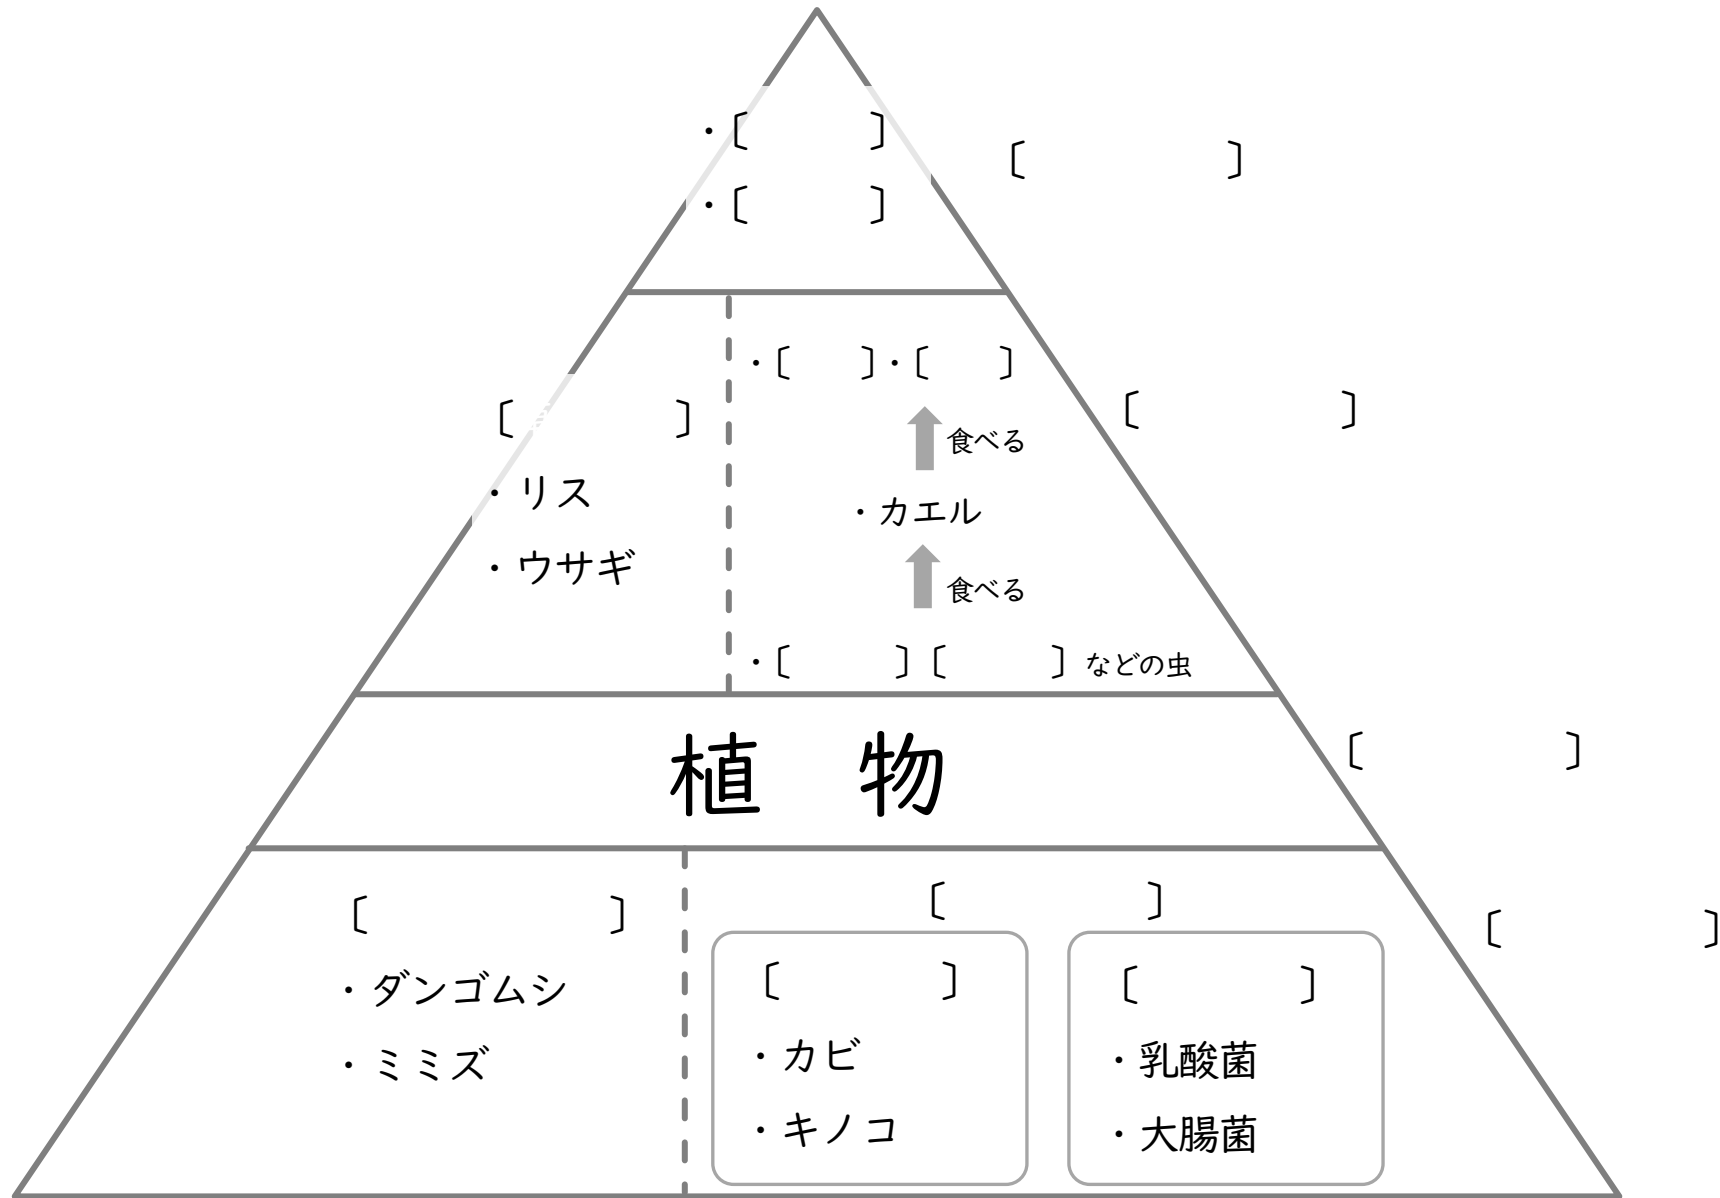 ・〔　　　〕
〔　　　　　〕
・〔　　　〕
・〔　　〕・〔　　〕
〔　　　　〕
〔　　　　　〕
食べる
・リス
・カエル
・ウサギ
食べる
・〔　　　〕〔　　　〕などの虫
植　物
〔　　　　　〕
〔　　　　　　〕
〔　　　　　〕
〔　　　　　〕
・ダンゴムシ
・ミミズ
〔　　　　〕
・カビ
・キノコ
〔　　　　〕
・乳酸菌
・大腸菌